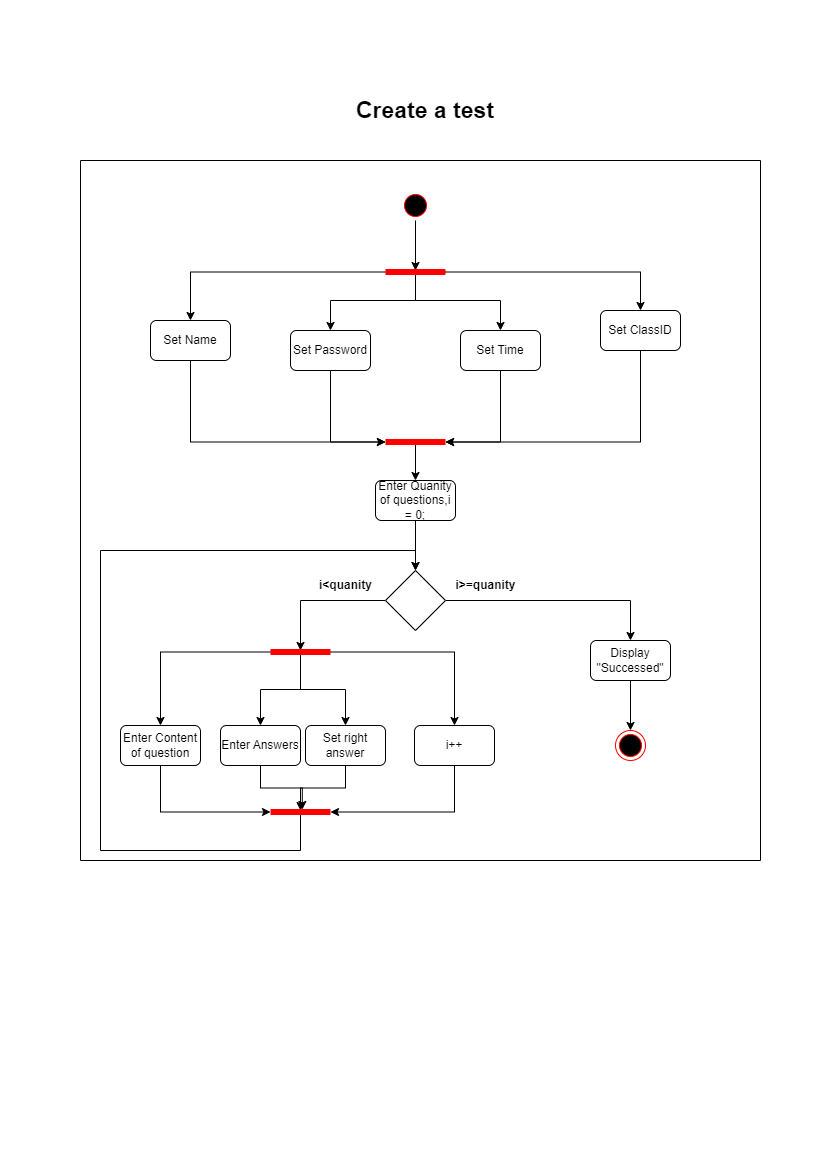 Create a test
Set Name
Set Password
Set Time
Set ClassID
Enter Quanity
of questions,i
= 0;
i<quanity
i>=quanity
Display
"Successed"
Enter Content
of question
Enter Answers
Set right
answer
i++